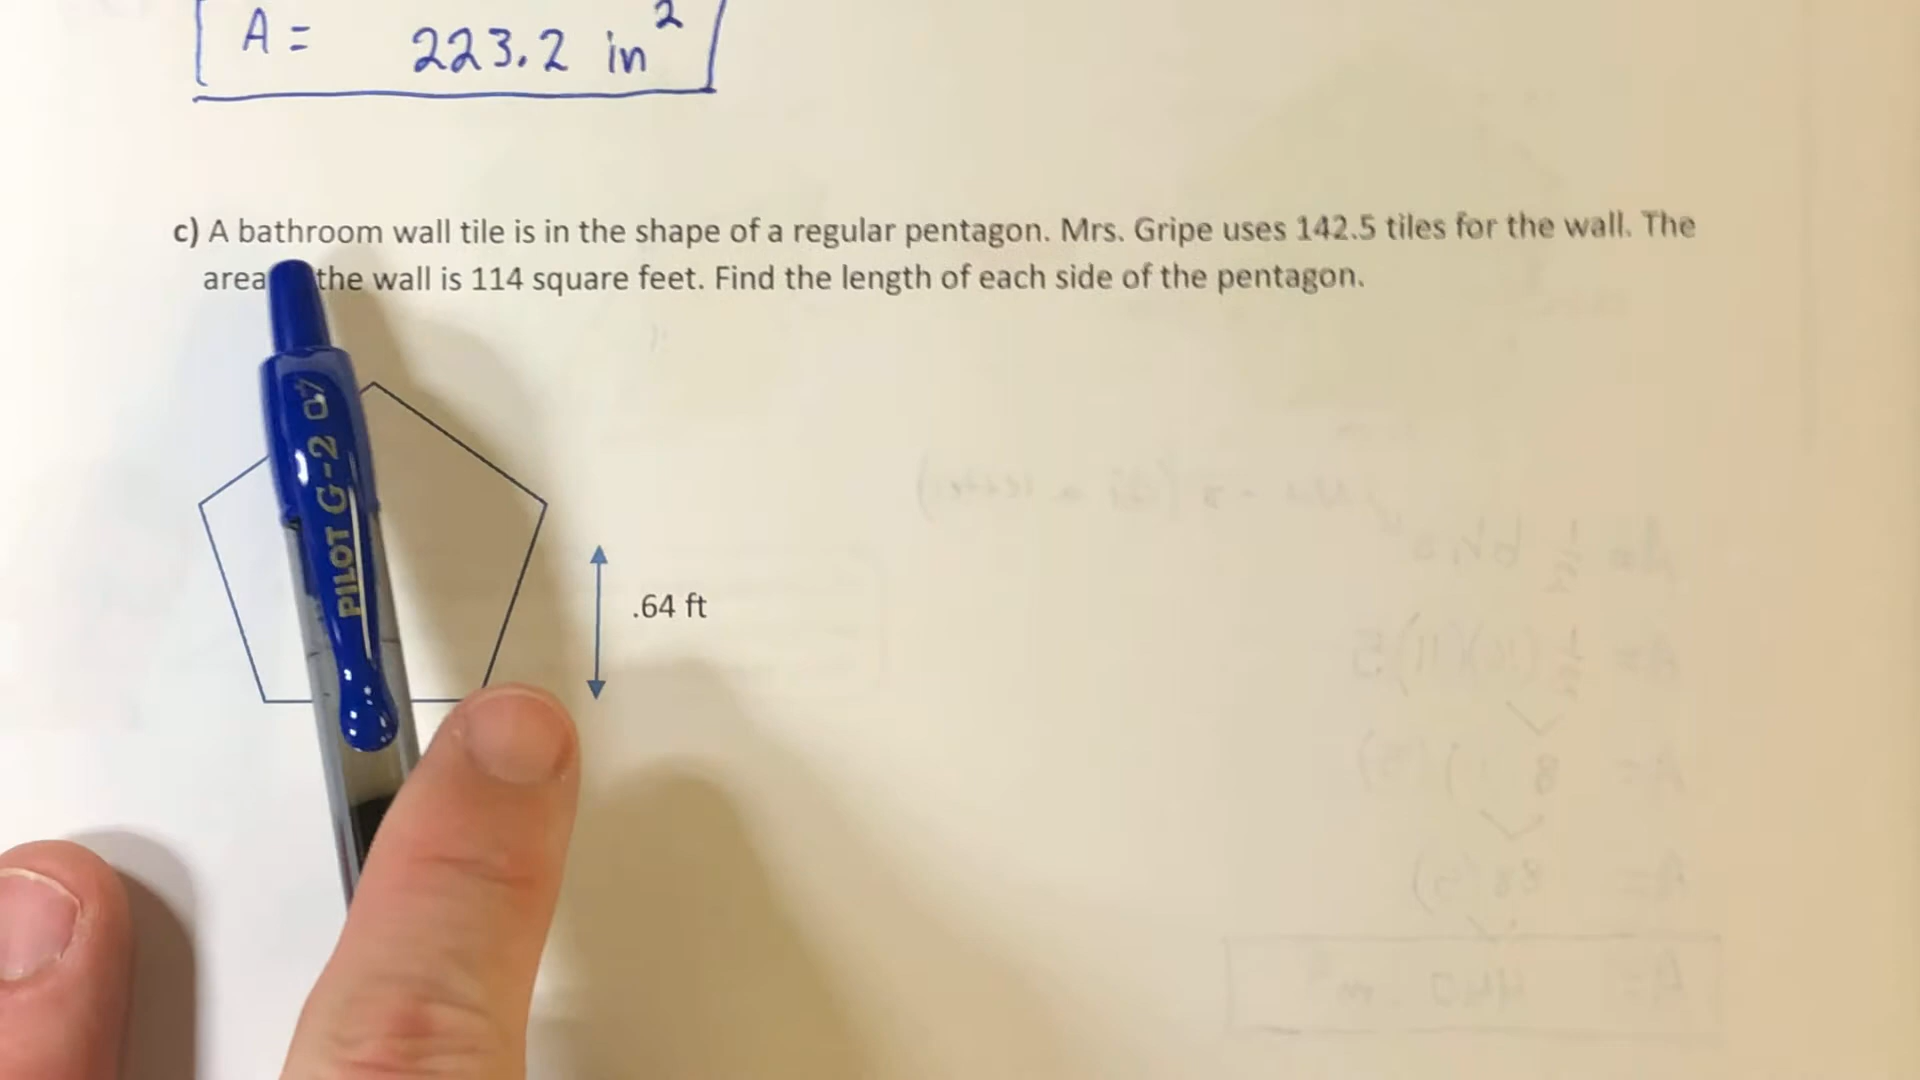 A = 223.2 in²
c) A bathroom wall tile is in the shape of a regular pentagon. Mrs. Gripe uses 142.5 tiles for the wall. The
area the wall is 114 square feet. Find the length of each side of the pentagon.
PILOT G-2 07
.64 ft